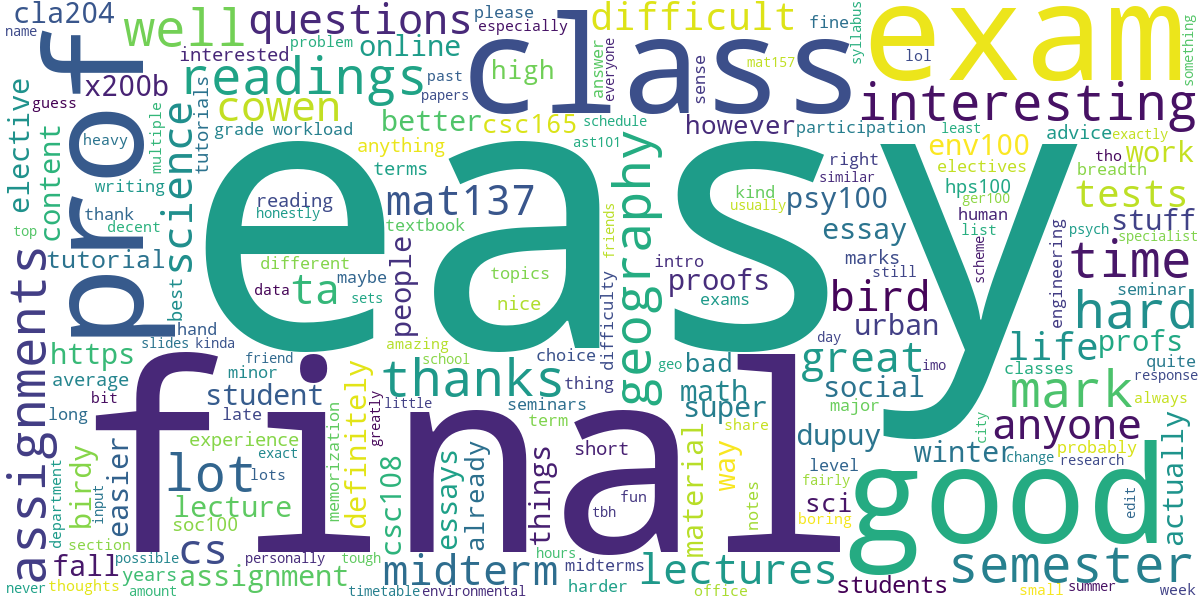 cla204
well
questions
please
especially
difficult
exam
fine
syllabus
something
name
prof
interested
problem
online
class
answer
everyone
sense
mat157
lol
x200b
readings
past
papers
high
interesting
elective
guess
heavy
multiple
science
tutorials
cowen
grade
workload
better
csc165
schedule
ast101
however
participation
least
advice
exactly
content
writing
anything
terms
easy
geography
right
similar
env100
electives
tho
breadth
work
thank
decent
top
reading
honestly
mat137
textbook
friends
kind
usually
psy100
hps100
ger100
human
list
tests
stuff
psych
specialist
tutorial
best
different
data
maybe
sets
ta
people
topics
nice
intro
proofs
exams
essay
marks
still
scheme
engineering
time
seminar
assignments
hand
slides
kinda
amazing
school
choice
difficulty
bird
urban
day
hard
https
average
bit
friend
minor
student
thanks
thing
geo
bad
math
great
social
imo
life
classes
profs
quite
response
long
late
definitely
greatly
little
seminars
term
super
share
major
mark
always
experience
exact
lots
lot
final
short
way
dupuy
level
winter
city
anyone
change
probably
research
department
input
birdy
easier
lecture
soc100
memorization
csc108
essays
already
things
tbh
fun
material
notes
fairly
sci
boring
good
edit
actually
section
fall
possible
cs
personally
tough
midterm
hours
midterms
lectures
students
semester
never
thoughts
years
amount
assignment
timetable
environmental
harder
office
small
summer
week